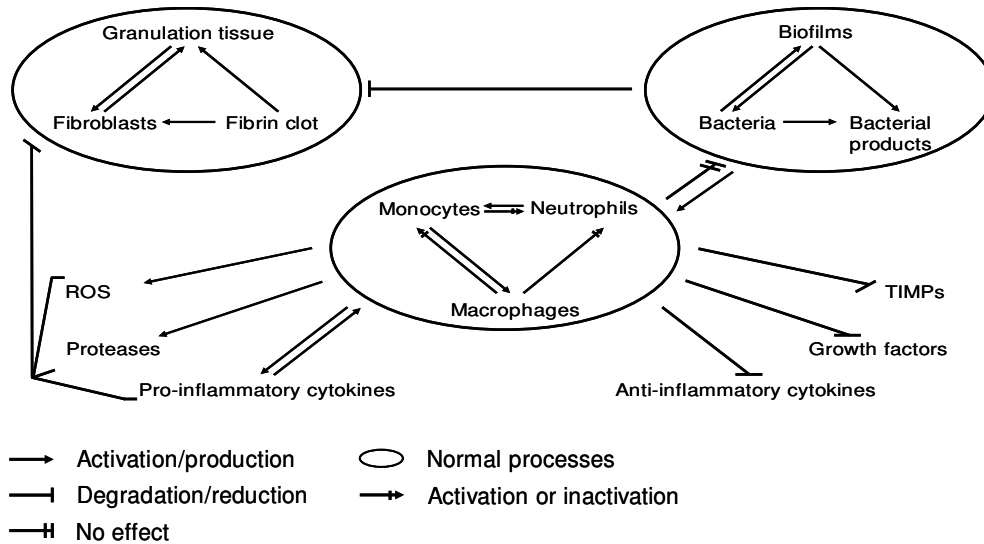 Granulation tissue
Fibroblasts
Fibrin clot
Biofilms
Bacteria
Bacterial
products
Monocytes
Neutrophils
Macrophages
ROS
Proteases
Pro-inflammatory cytokines
TIMPs
Growth factors
Anti-inflammatory cytokines
Activation/production
Normal processes
Degradation/reduction
Activation or inactivation
No effect